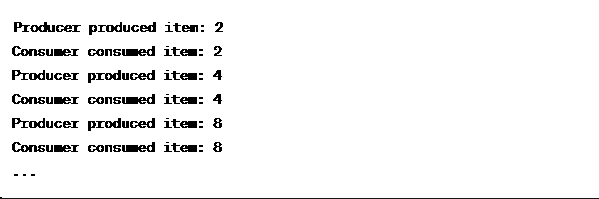 Producer produced item: 2
Consumer consumed item: 2
Producer produced item: 4
Consumer consumed item: 4
Producer produced item: 8
Consumer consumed item: 8
...